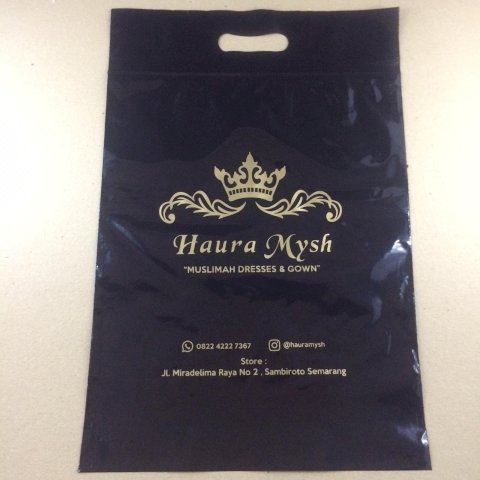 Haura Mysh
"MUSLIMAH DRESSES & GOWN"
0822 4222 7367 @hauramysh
Store :
Jl. Miradelima Raya No 2 , Sambiroto Semarang